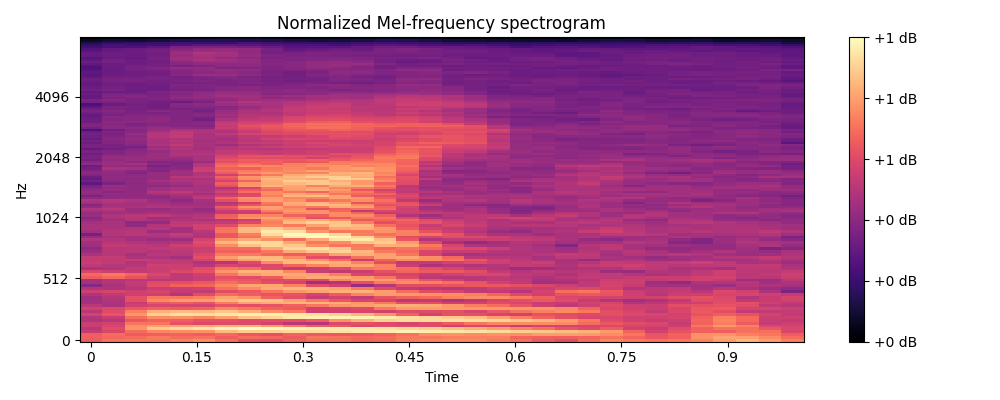 Normalized Mel-frequency spectrogram
+1 dB
4096
+1 dB
2048
+1 dB
Hz
1024
+0 dB
512
+0 dB
0
+0 dB
0 0.15 0.3 0.45 0.6 0.75 0.9
Time